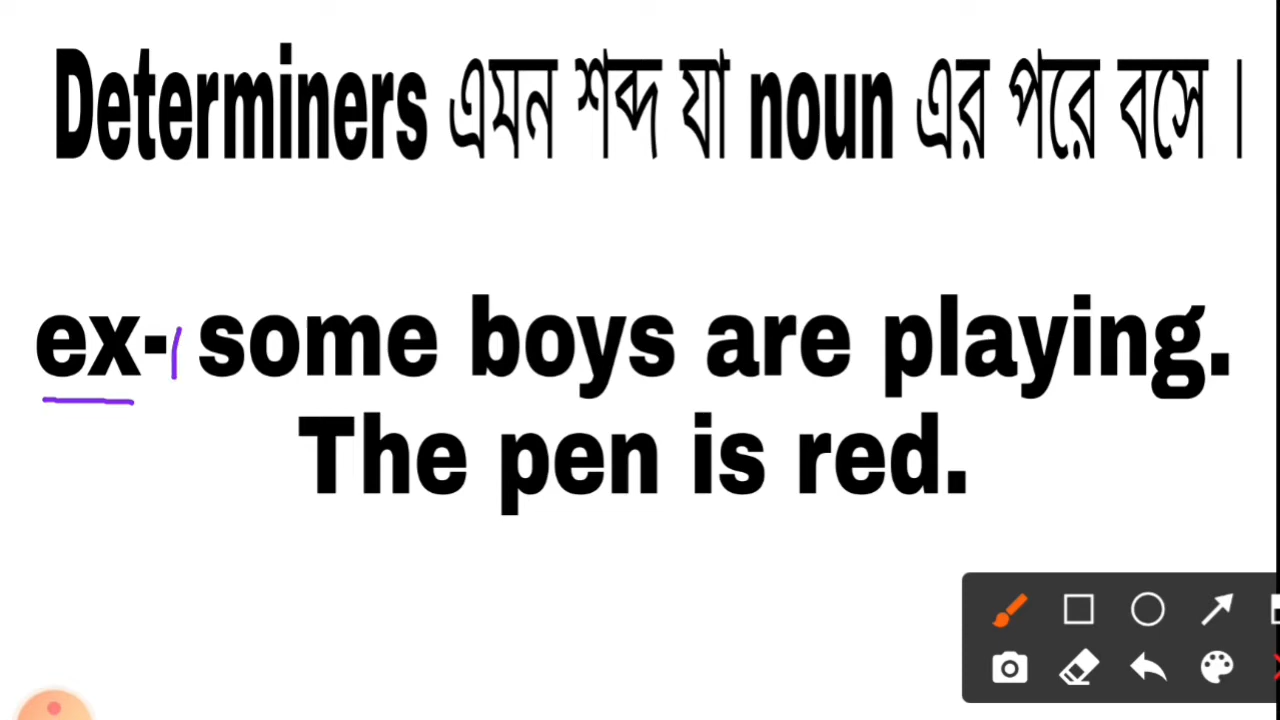 Determiners এমন শব্দ যা noun এর পরে বসে ।
ex- some boys are playing.
The pen is red.